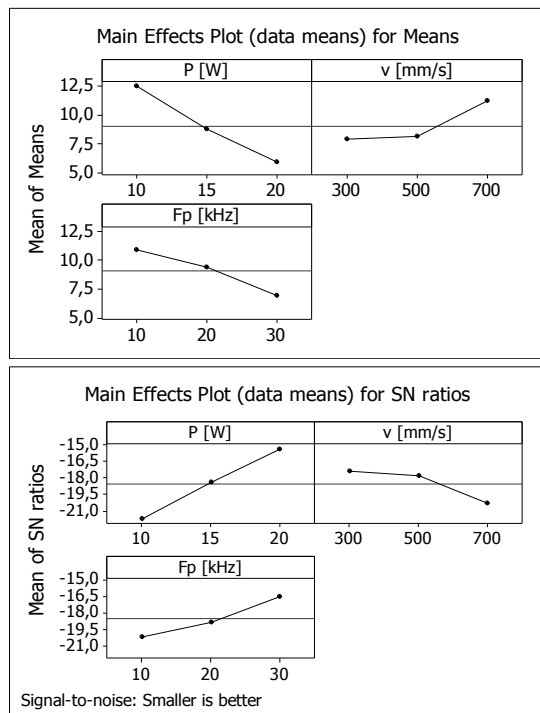 Main Effects Plot (data means) for Means
P [W]
v [mm/s]
12,5
10,0
7,5
5,0
10 15 20
300 500 700
Fp [kHz]
12,5
10,0
7,5
5,0
10 20 30
Mean of Means
Main Effects Plot (data means) for SN ratios
P [W]
v [mm/s]
-15,0
-16,5
-18,0
-19,5
-21,0
10 15 20
300 500 700
Fp [kHz]
-15,0
-16,5
-18,0
-19,5
-21,0
10 20 30
Mean of SN ratios
Signal-to-noise: Smaller is better